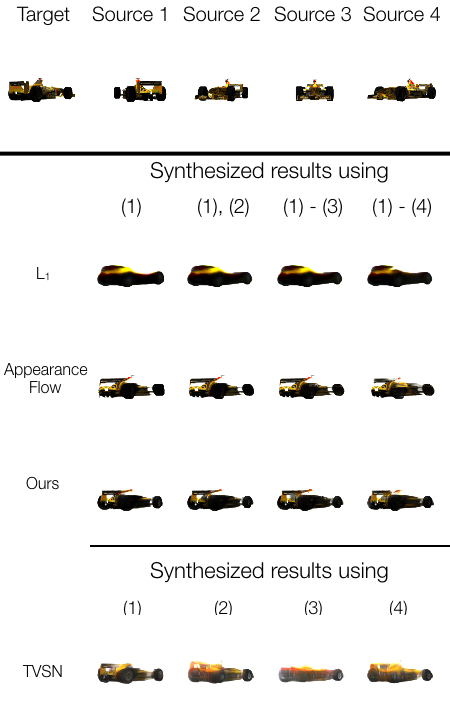 Target Source 1 Source 2 Source 3 Source 4
Synthesized results using
(1) (1), (2) (1) - (3) (1) - (4)
L₁
Appearance
Flow
Ours
Synthesized results using
(1) (2) (3) (4)
TVSN